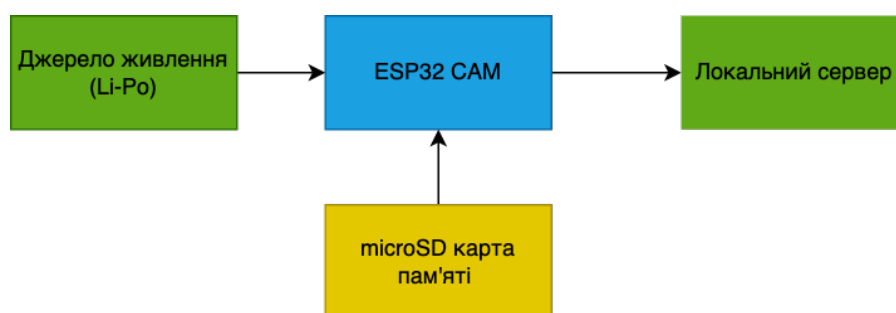 Джерело живлення
(Li-Po)
ESP32 CAM
Локальний сервер
microSD карта
пам'яті